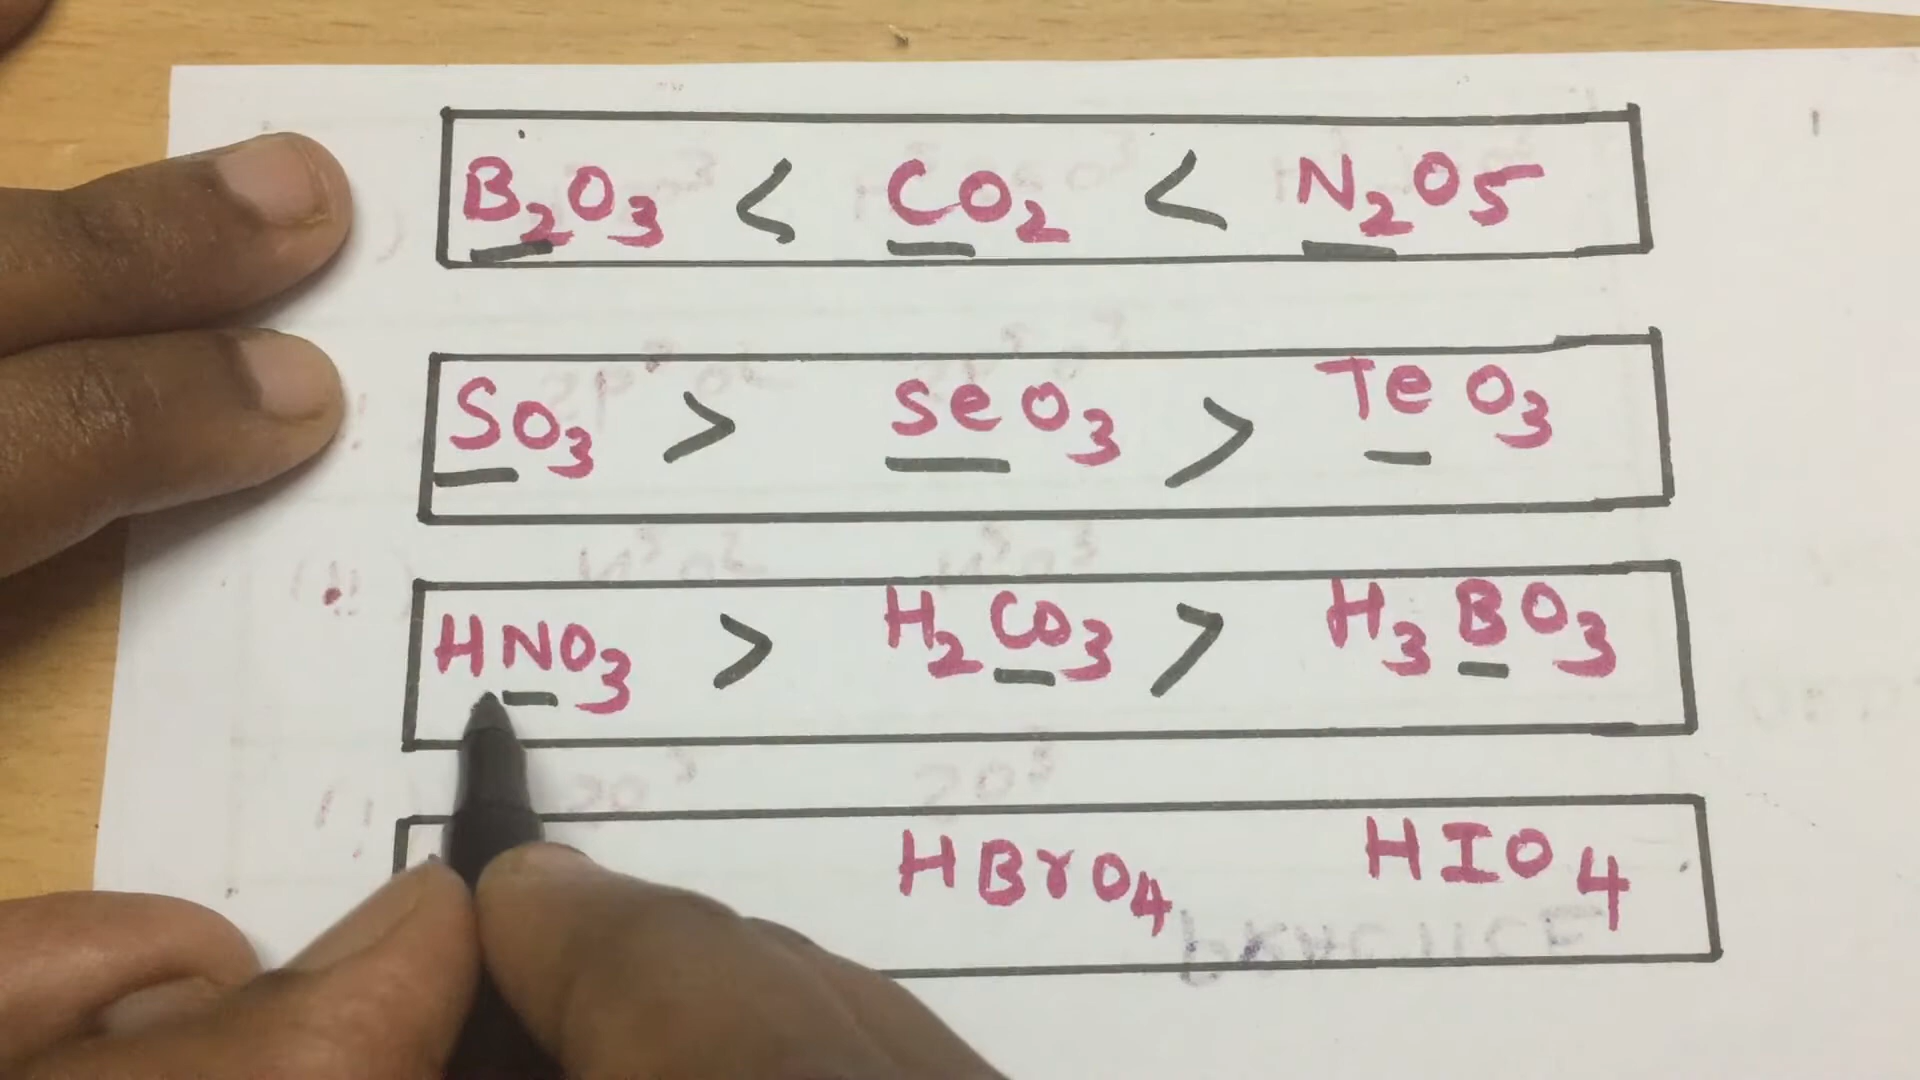 B₂O₃ < CO₂ < N₂O5
SO₃ > SeO₃ > TeO₃
HNO₃ > H₂CO₃ > H₃BO₃
HBrO₄ HIO₄